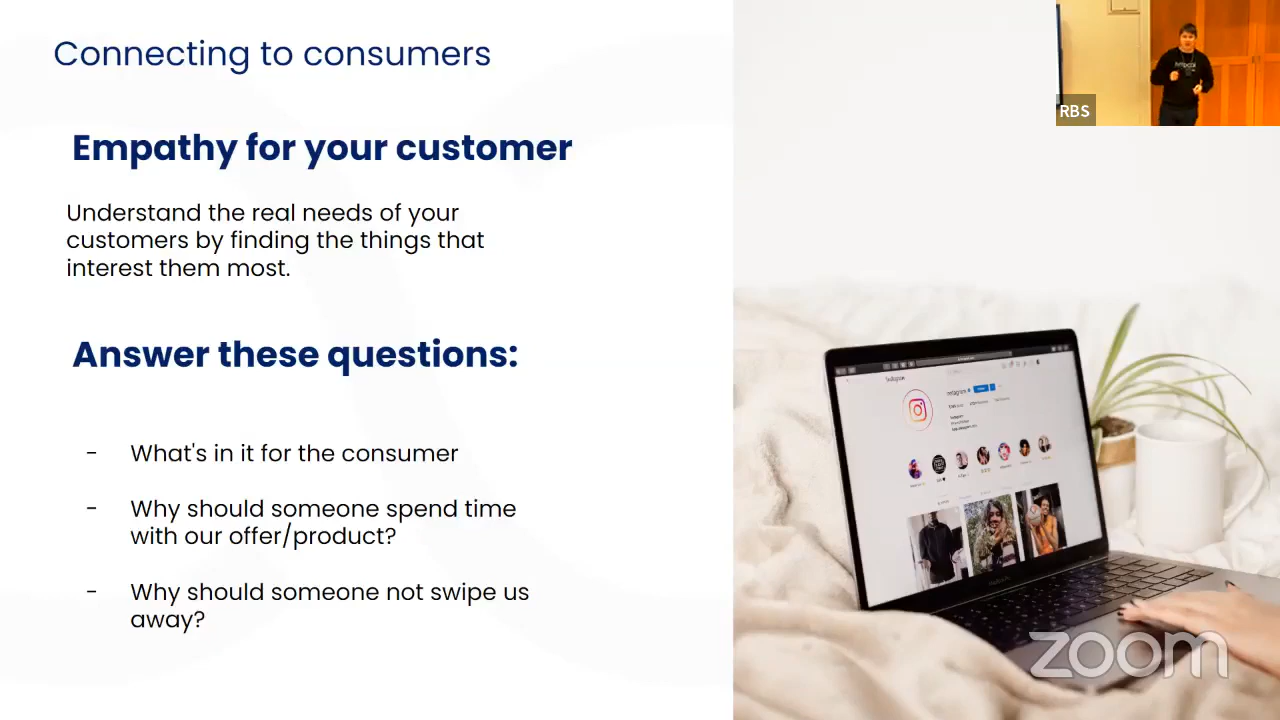 Connecting to consumers
RBS
Empathy for your customer
Understand the real needs of your
customers by finding the things that
interest them most.
Answer these questions:
- What's in it for the consumer
- Why should someone spend time
with our offer/product?
- Why should someone not swipe us
away?
Instagram
zoom